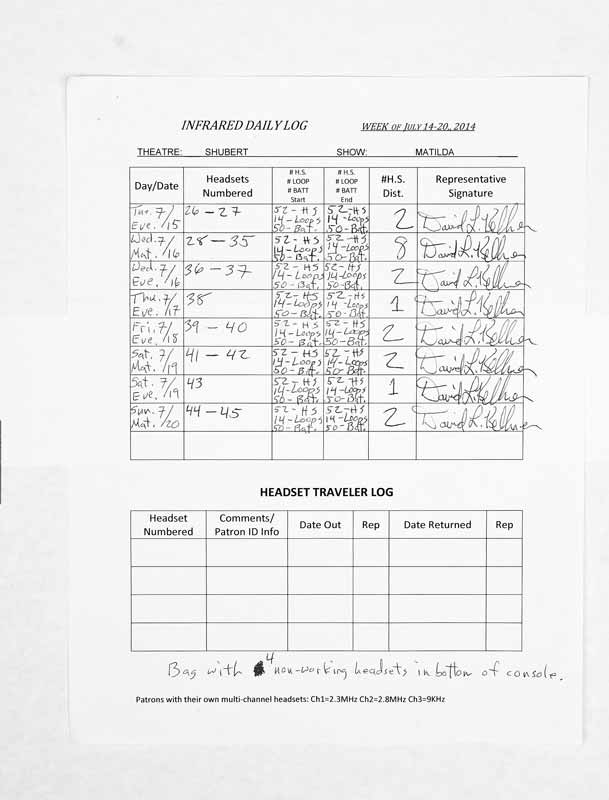 INFRARED DAILY LOG WEEK OF JULY 14-20,, 2014
THEATRE: SHUBERT SHOW: MATILDA
Day/Date Headsets Numbered # H.S. # LOOP # BATT Start # H.S. # LOOP # BATT End #H.S. Dist. Representative Signature
Tue. 7/15 Eve. 26 – 27 52 - HS 14 - Loops 50 - Bat. 52 - HS 14 - Loops 50 - Bat. 2 David L. Kellner
Wed. 7/16 Mat. 28 – 35 52 - HS 14 - Loops 50 - Bat. 52 - HS 14 - Loops 50 - Bat. 8 David L. Kellner
Wed. 7/16 Eve. 36 – 37 52 - HS 14 - Loops 50 - Bat. 52 - HS 14 - Loops 50 - Bat. 2 David L. Kellner
Thu. 7/17 Eve. 38 52 - HS 14 - Loops 50 - Bat. 52 - HS 14 - Loops 50 - Bat. 1 David L. Kellner
Fri. 7/18 Eve. 39 – 40 52 - HS 14 - Loops 50 - Bat. 52 - HS 14 - Loops 50 - Bat. 2 David L. Kellner
Sat. 7/19 Mat. 41 – 42 52 - HS 14 - Loops 50 - Bat. 52 - HS 14 - Loops 50 - Bat. 2 David L. Kellner
Sat. 7/19 Eve. 43 52 - HS 14 - Loops 50 - Bat. 52 - HS 14 - Loops 50 - Bat. 1 David L. Kellner
Sun. 7/20 Mat. 44 – 45 52 - HS 14 - Loops 50 - Bat. 52 - HS 14 - Loops 50 - Bat. 2 David L. Kellner
HEADSET TRAVELER LOG
Headset Numbered Comments/ Patron ID Info Date Out Rep Date Returned Rep
Bag with 4 non-working headsets in bottom of console.
Patrons with their own multi-channel headsets: Ch1=2.3MHz Ch2=2.8MHz Ch3=9KHz